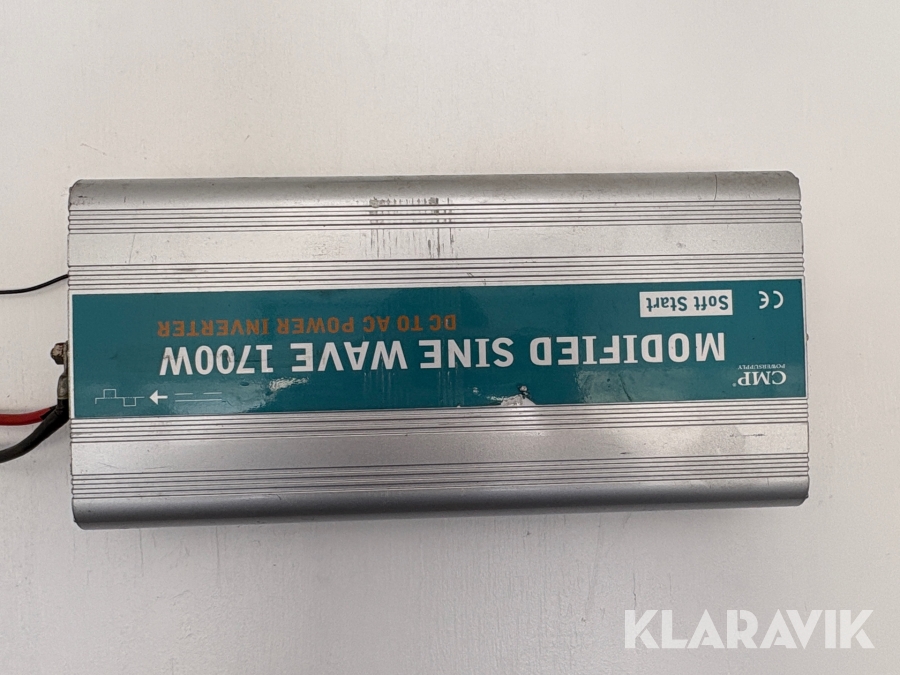 CMP®
POWERSUPPLY
MODIFIED SINE WAVE 1700W
DC TO AC POWER INVERTER
Soft Start
CE
KLARAVIK